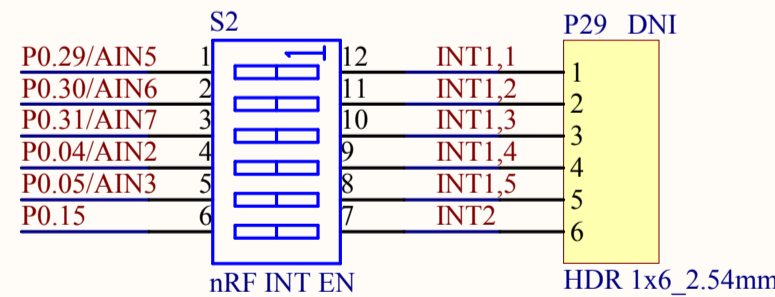 S2
P29 DNI
P0.29/AIN5 1 1 12 INT1,1 1
P0.30/AIN6 2 11 INT1,2 2
P0.31/AIN7 3 10 INT1,3 3
P0.04/AIN2 4 9 INT1,4 4
P0.05/AIN3 5 8 INT1,5 5
P0.15 6 7 INT2 6
nRF INT EN
HDR 1x6_2.54mm